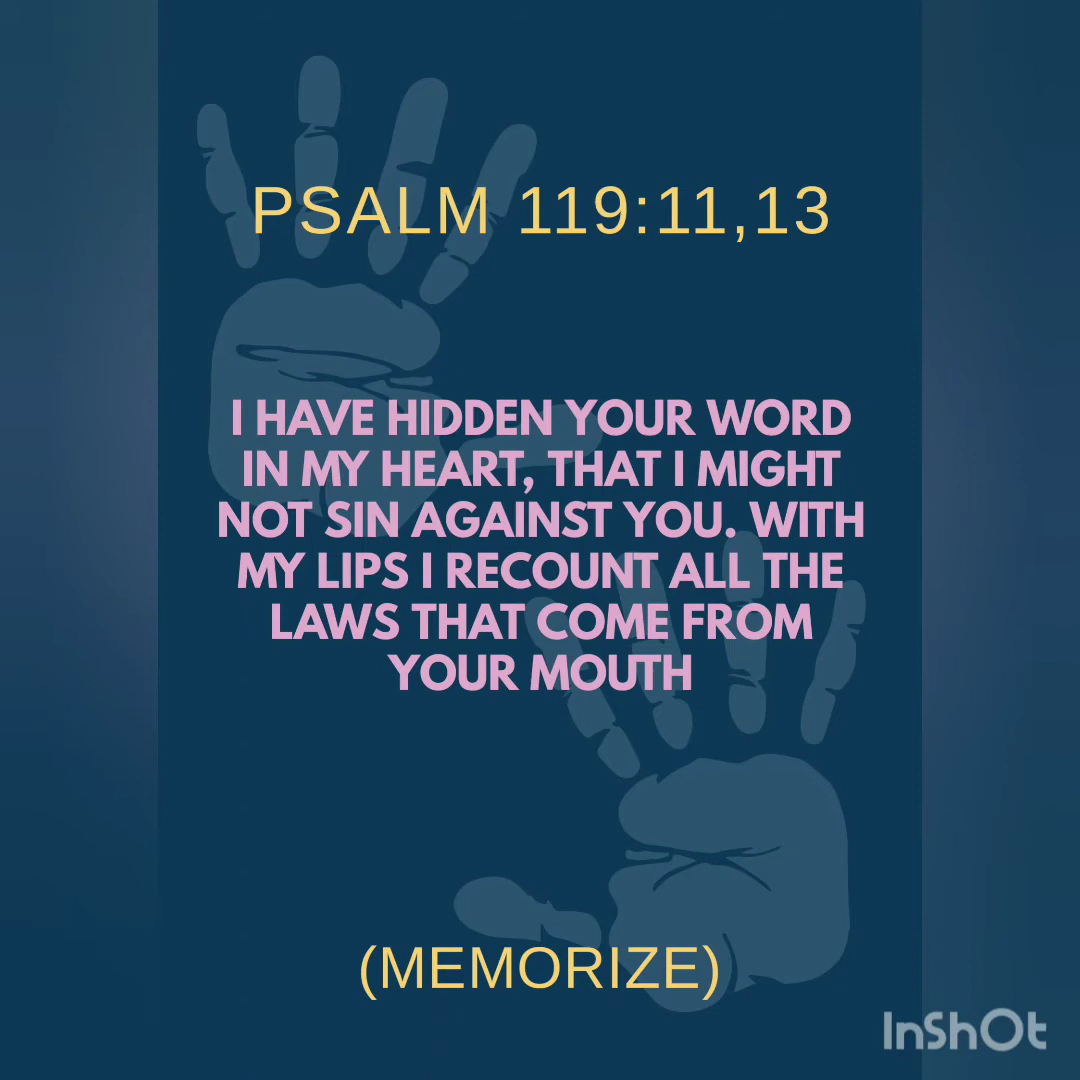 PSALM 119:11,13
I HAVE HIDDEN YOUR WORD
IN MY HEART, THAT I MIGHT
NOT SIN AGAINST YOU. WITH
MY LIPS I RECOUNT ALL THE
LAWS THAT COME FROM
YOUR MOUTH
(MEMORIZE)
InShOt